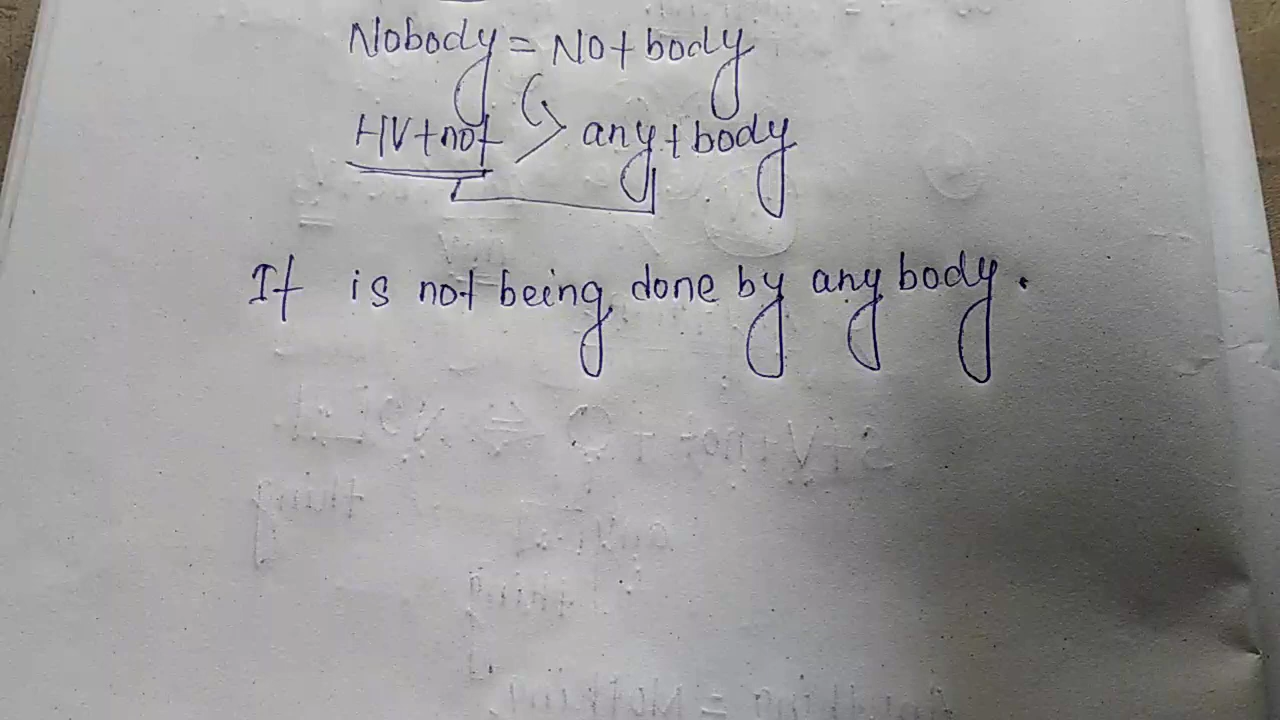 Nobody = No + body
HV + not > any + body
It is not being done by any body.